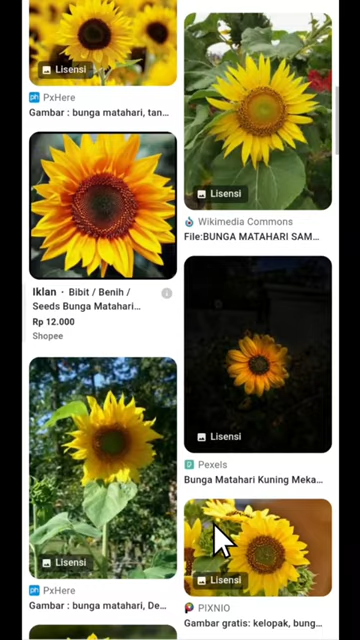 Lisensi
PxHere
Gambar : bunga matahari, tan...
Iklan · Bibit / Benih /
Seeds Bunga Matahari...
Rp 12.000
Shopee
Lisensi
PxHere
Gambar : bunga matahari, De...
Lisensi
Wikimedia Commons
File:BUNGA MATAHARI SAM...
Lisensi
Pexels
Bunga Matahari Kuning Meka...
Lisensi
PIXNIO
Gambar gratis: kelopak, bung...